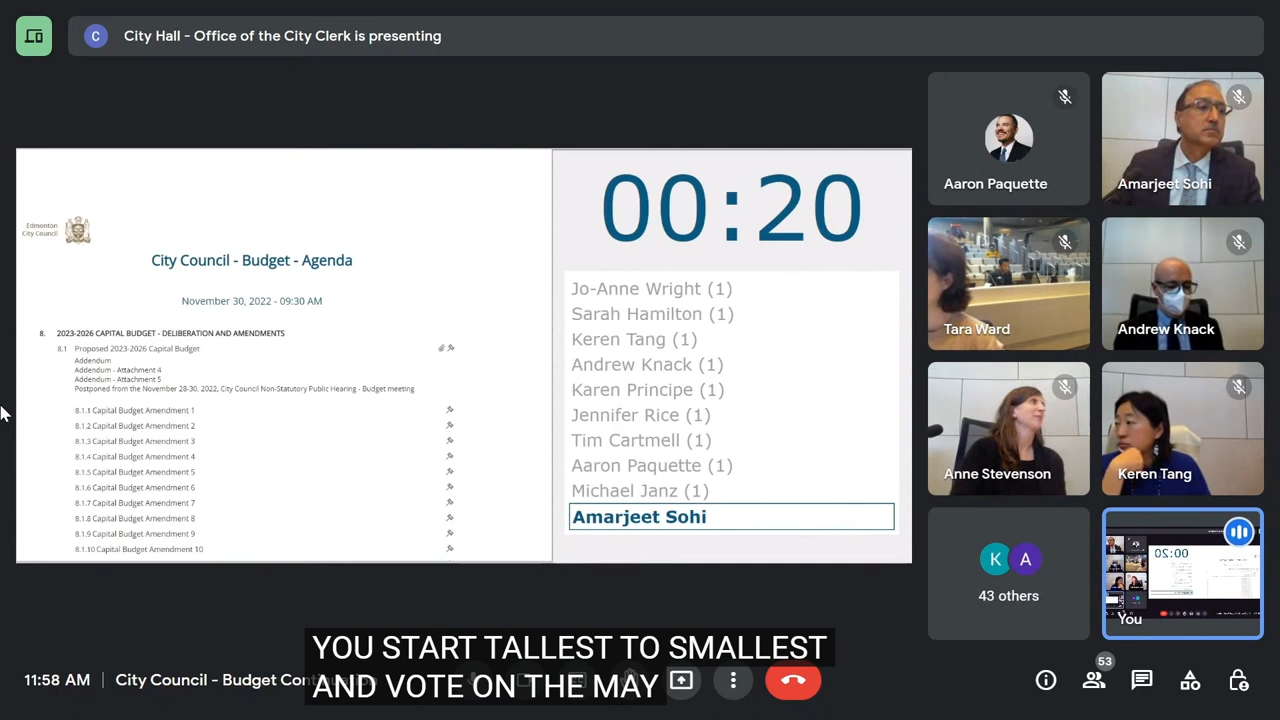 C
City Hall - Office of the City Clerk is presenting
Edmonton
City Council
City Council - Budget - Agenda
November 30, 2022 - 09:30 AM
8. 2023-2026 CAPITAL BUDGET - DELIBERATION AND AMENDMENTS
8.1 Proposed 2023-2026 Capital Budget
Addendum
Addendum - Attachment 4
Addendum - Attachment 5
Postponed from the November 28-30, 2022, City Council Non-Statutory Public Hearing - Budget meeting
8.1.1 Capital Budget Amendment 1
8.1.2 Capital Budget Amendment 2
8.1.3 Capital Budget Amendment 3
8.1.4 Capital Budget Amendment 4
8.1.5 Capital Budget Amendment 5
8.1.6 Capital Budget Amendment 6
8.1.7 Capital Budget Amendment 7
8.1.8 Capital Budget Amendment 8
8.1.9 Capital Budget Amendment 9
8.1.10 Capital Budget Amendment 10
00:20
Jo-Anne Wright (1)
Sarah Hamilton (1)
Keren Tang (1)
Andrew Knack (1)
Karen Principe (1)
Jennifer Rice (1)
Tim Cartmell (1)
Aaron Paquette (1)
Michael Janz (1)
Amarjeet Sohi
Aaron Paquette
Amarjeet Sohi
Tara Ward
Andrew Knack
Anne Stevenson
Keren Tang
K A
43 others
00:20
You
YOU START TALLEST TO SMALLEST
AND VOTE ON THE MAY
11:58 AM
City Council - Budget Con
53